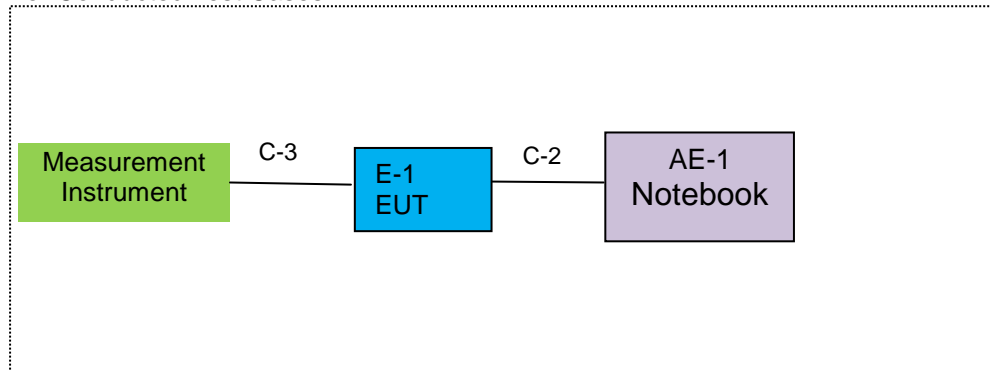 Measurement
Instrument
C-3
E-1
EUT
C-2
AE-1
Notebook